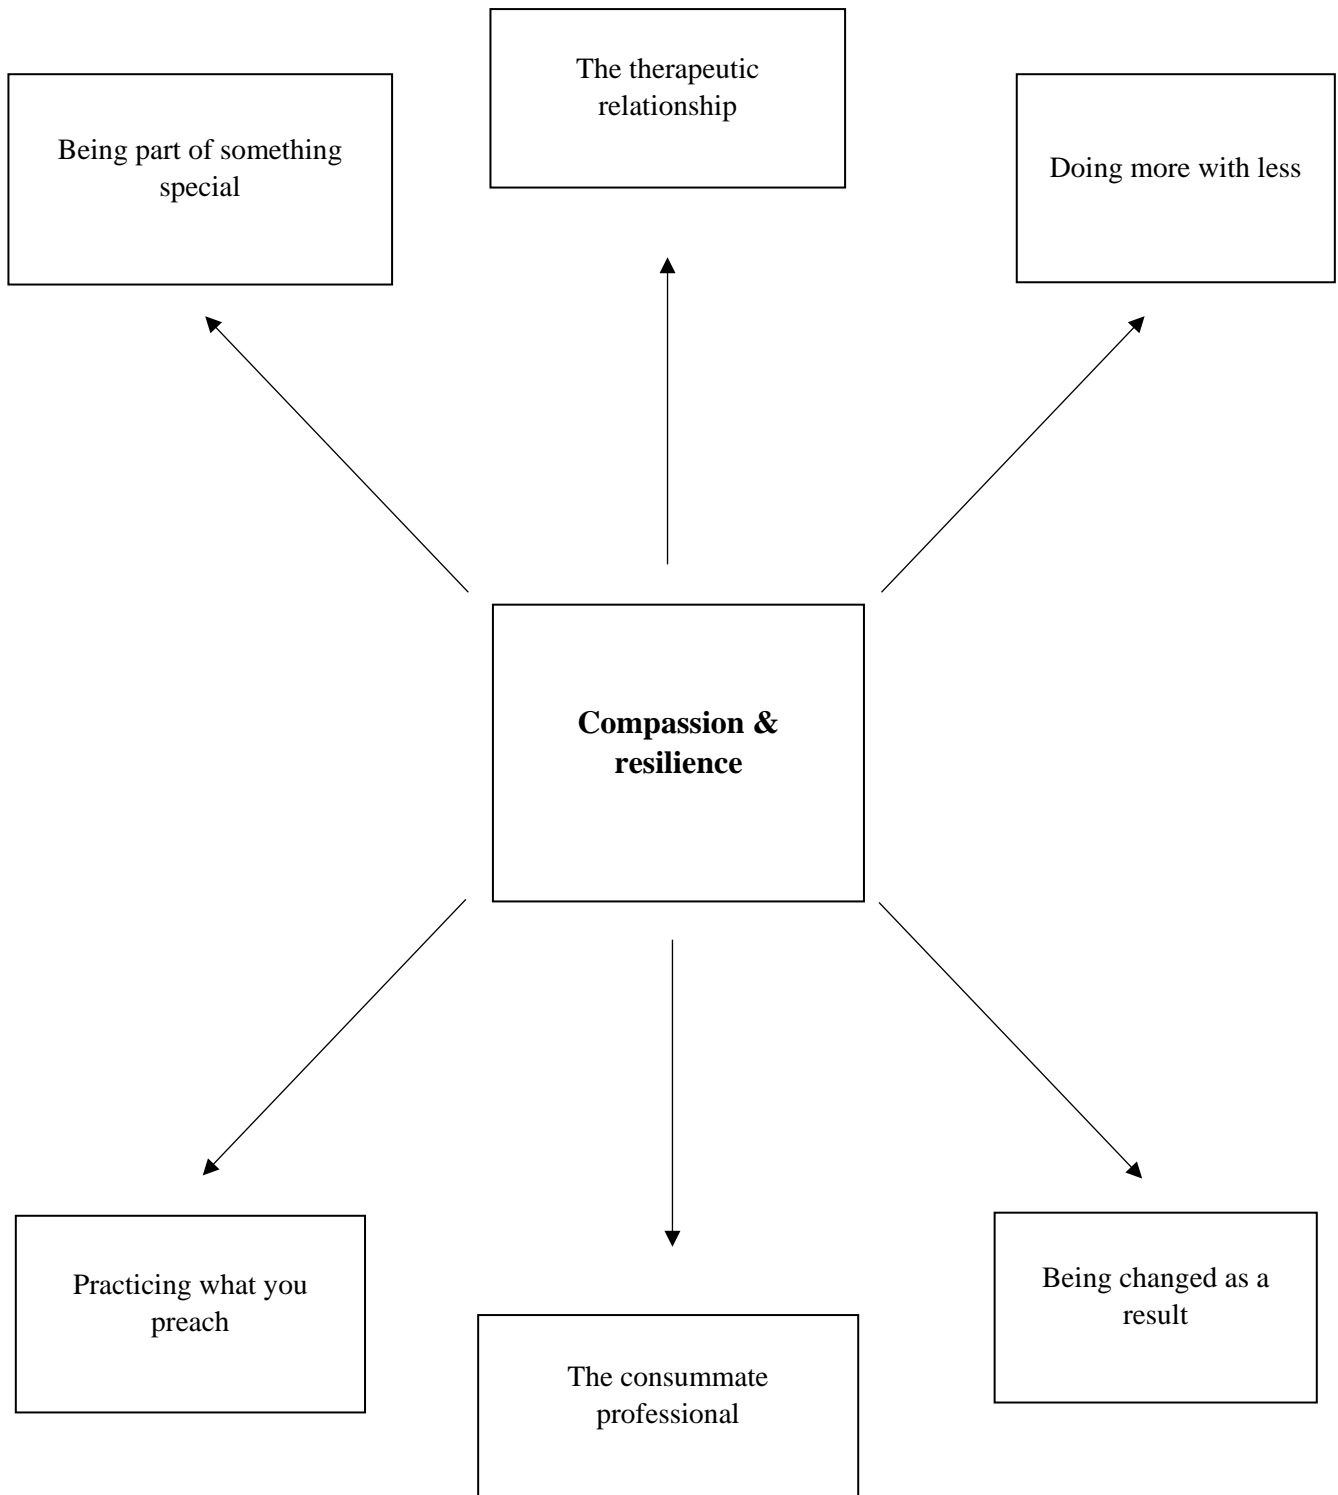 The therapeutic
relationship
Being part of something
special
Doing more with less
Compassion &
resilience
Practicing what you
preach
Being changed as a
result
The consummate
professional